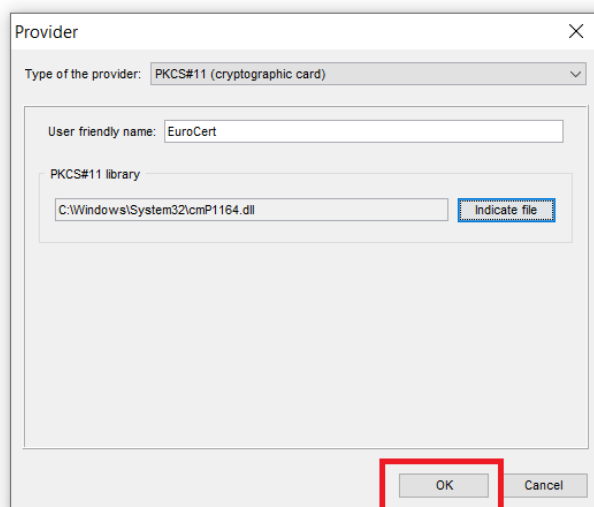 Provider
Type of the provider: PKCS#11 (cryptographic card)
User friendly name: EuroCert
PKCS#11 library
C:\Windows\System32\cmP1164.dll Indicate file
OK Cancel